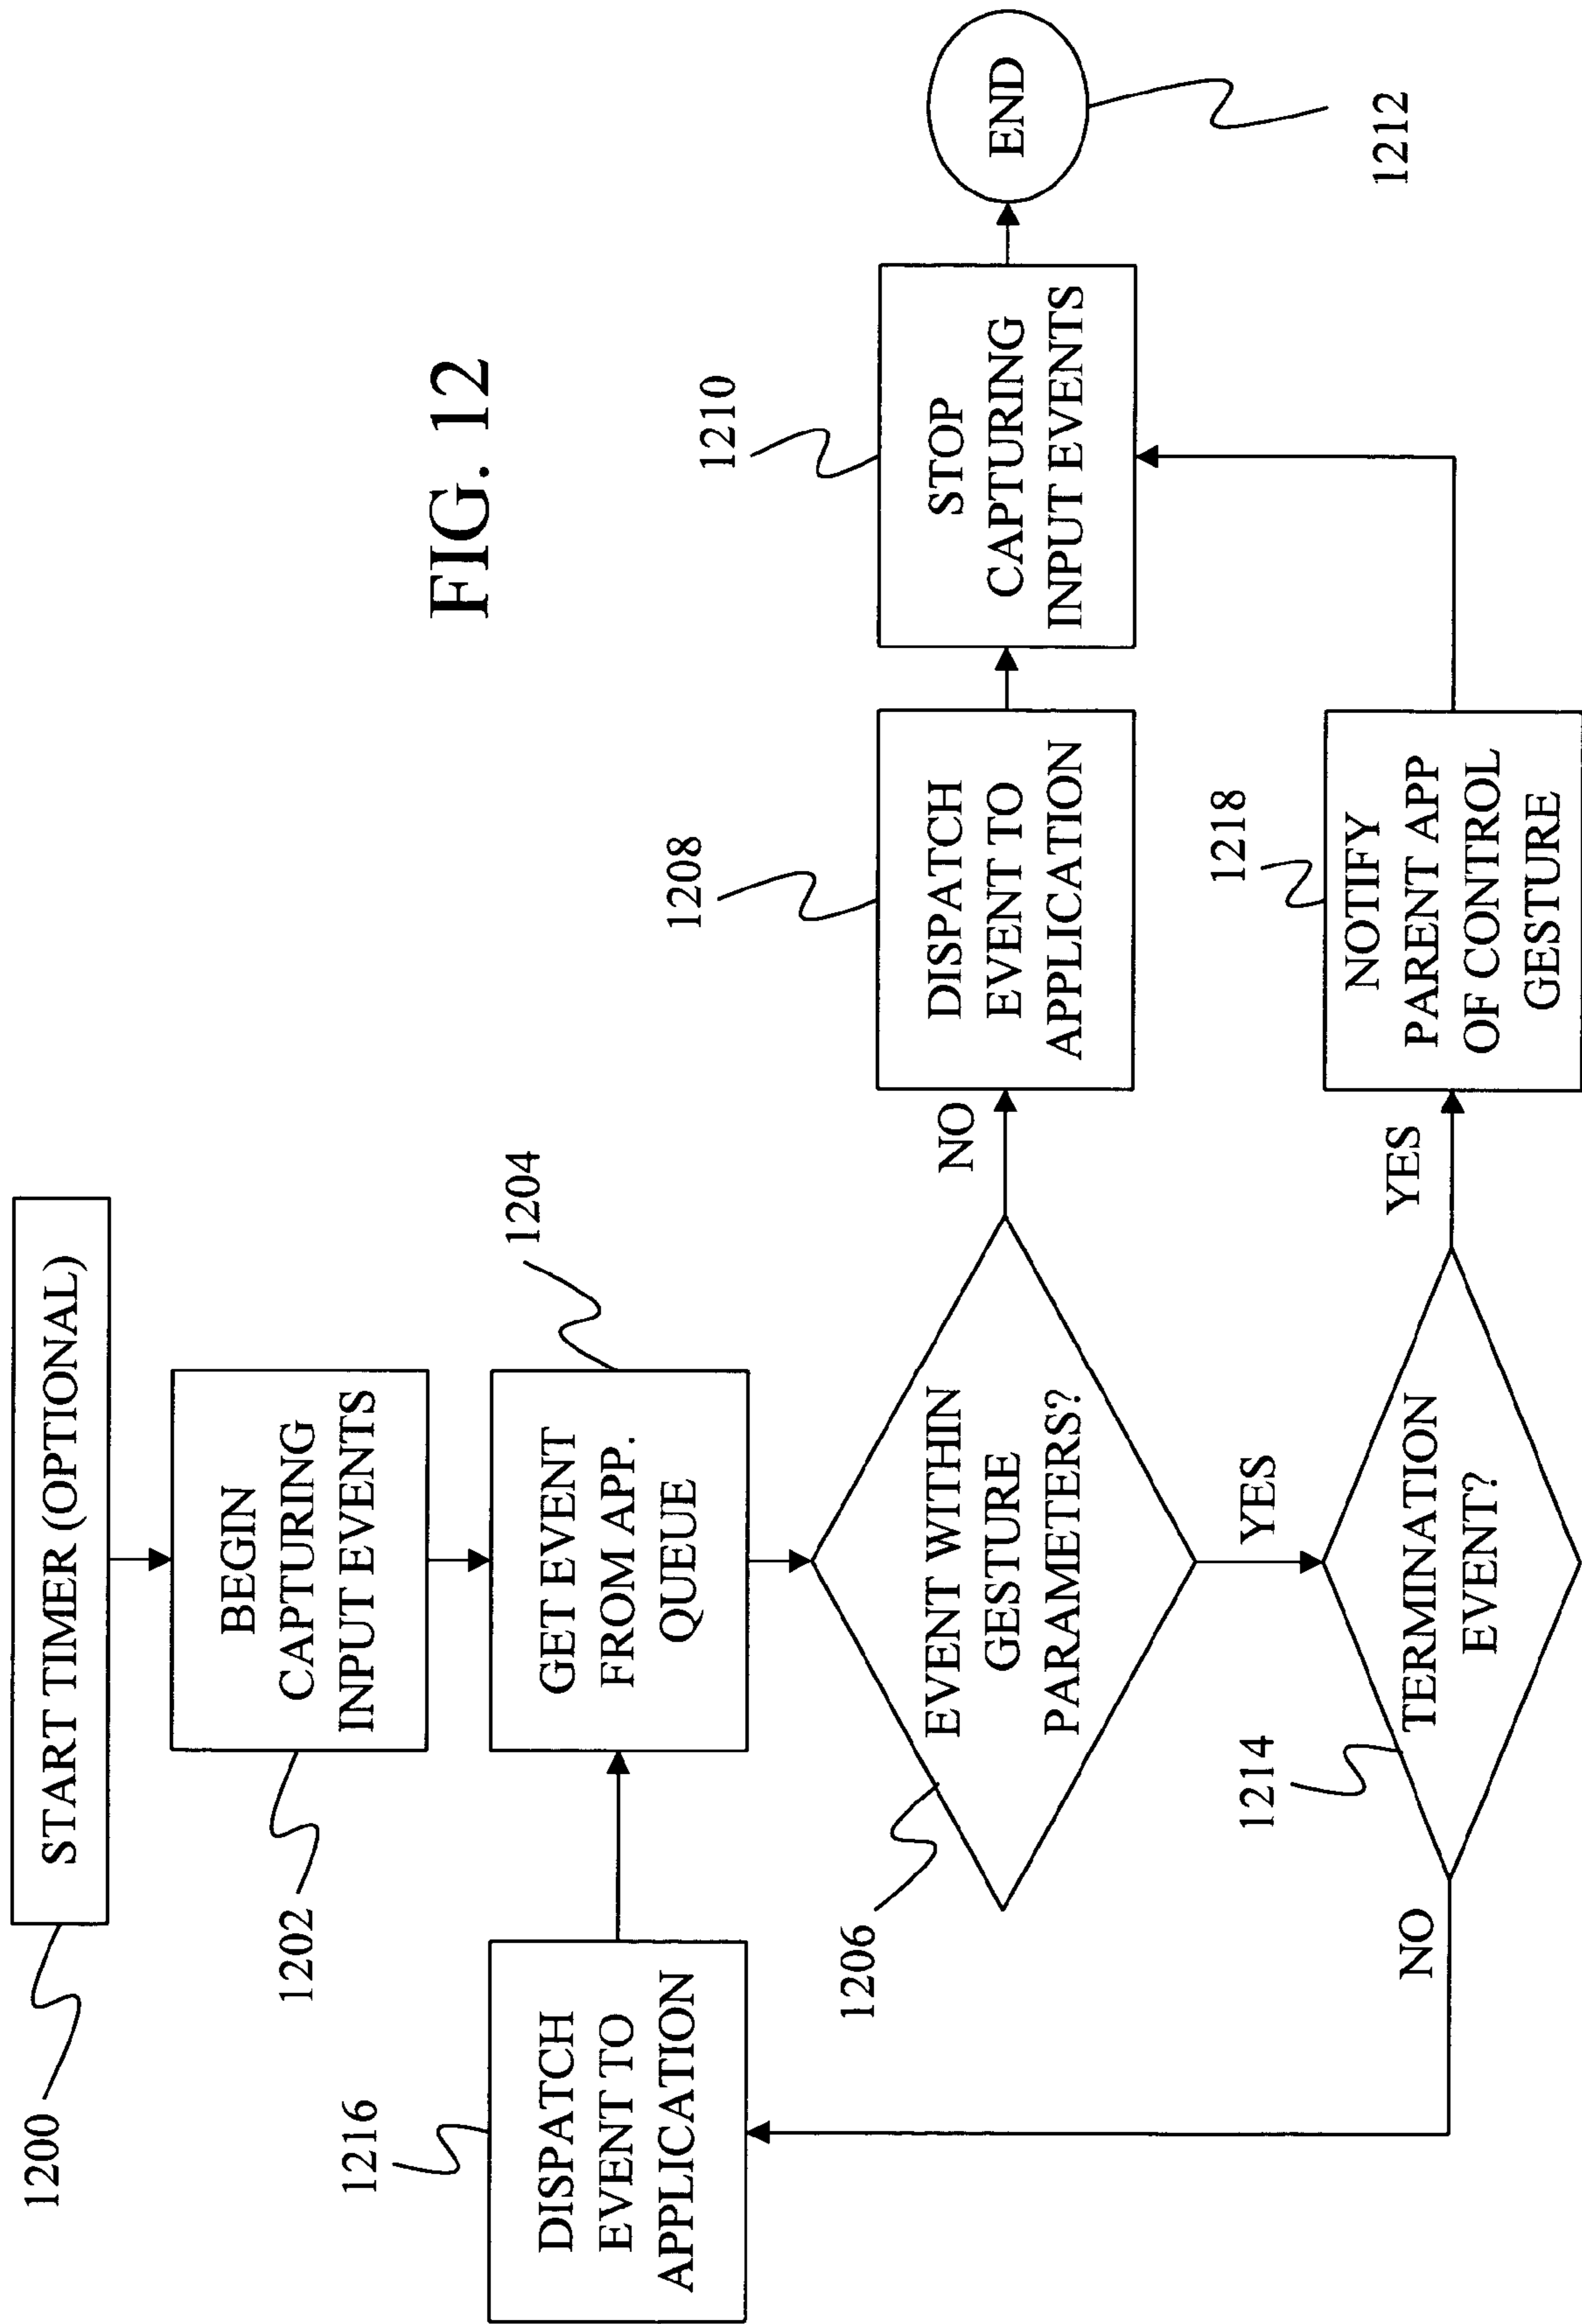 FIG. 12
1200
START TIMER (OPTIONAL)
1202
BEGIN
CAPTURING
INPUT EVENTS
1204
GET EVENT
FROM APP.
QUEUE
1216
DISPATCH
EVENT TO
APPLICATION
1206
EVENT WITHIN
GESTURE
PARAMETERS?
NO
1208
DISPATCH
EVENT TO
APPLICATION
1210
STOP
CAPTURING
INPUT EVENTS
END
1212
YES
1214
TERMINATION
EVENT?
NO
YES
1218
NOTIFY
PARENT APP
OF CONTROL
GESTURE